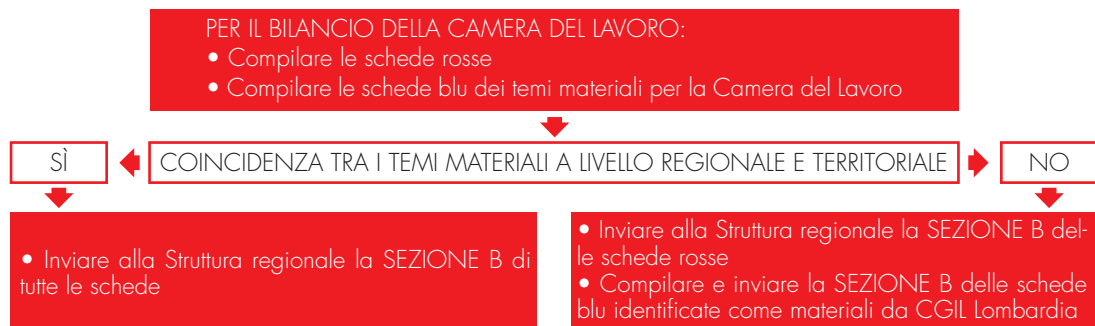 PER IL BILANCIO DELLA CAMERA DEL LAVORO:
• Compilare le schede rosse
• Compilare le schede blu dei temi materiali per la Camera del Lavoro
SÌ
COINCIDENZA TRA I TEMI MATERIALI A LIVELLO REGIONALE E TERRITORIALE
NO
• Inviare alla Struttura regionale la SEZIONE B di
tutte le schede
• Inviare alla Struttura regionale la SEZIONE B del-
le schede rosse
• Compilare e inviare la SEZIONE B delle schede
blu identificate come materiali da CGIL Lombardia